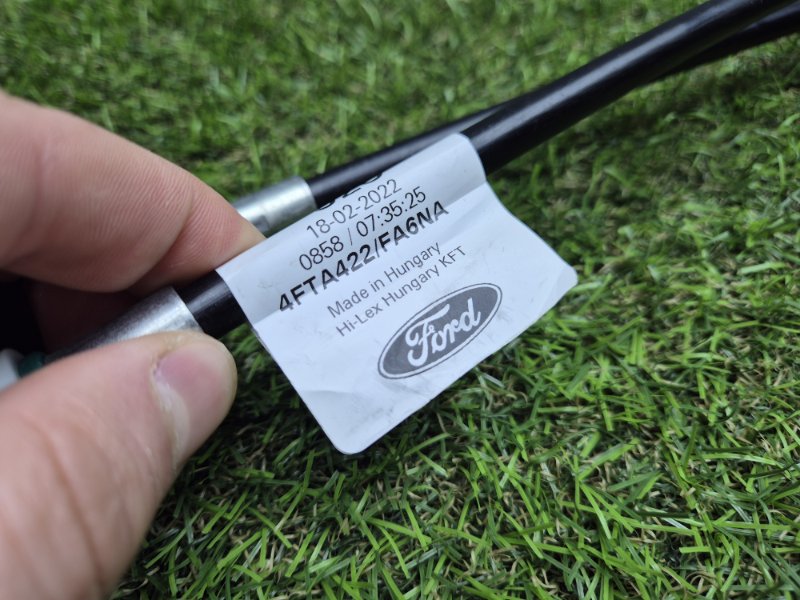 18-02-2022
0858 / 07:35:25
4FTA422/FA6NA
Made in Hungary
Hi-Lex Hungary KFT
Ford